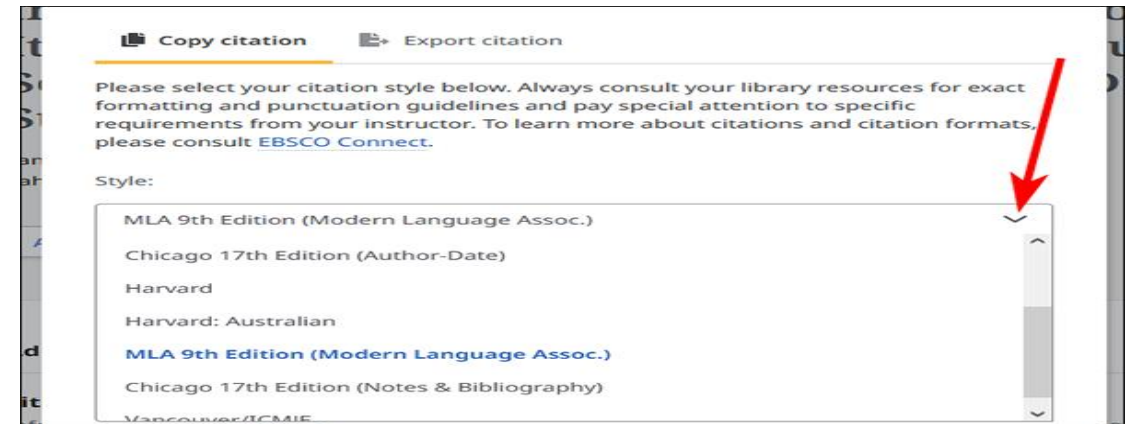 Copy citation
Export citation
Please select your citation style below. Always consult your library resources for exact
formatting and punctuation guidelines and pay special attention to specific
requirements from your instructor. To learn more about citations and citation formats,
please consult EBSCO Connect.
Style:
MLA 9th Edition (Modern Language Assoc.)
Chicago 17th Edition (Author-Date)
Harvard
Harvard: Australian
MLA 9th Edition (Modern Language Assoc.)
Chicago 17th Edition (Notes & Bibliography)
Vancouver/ICMJE